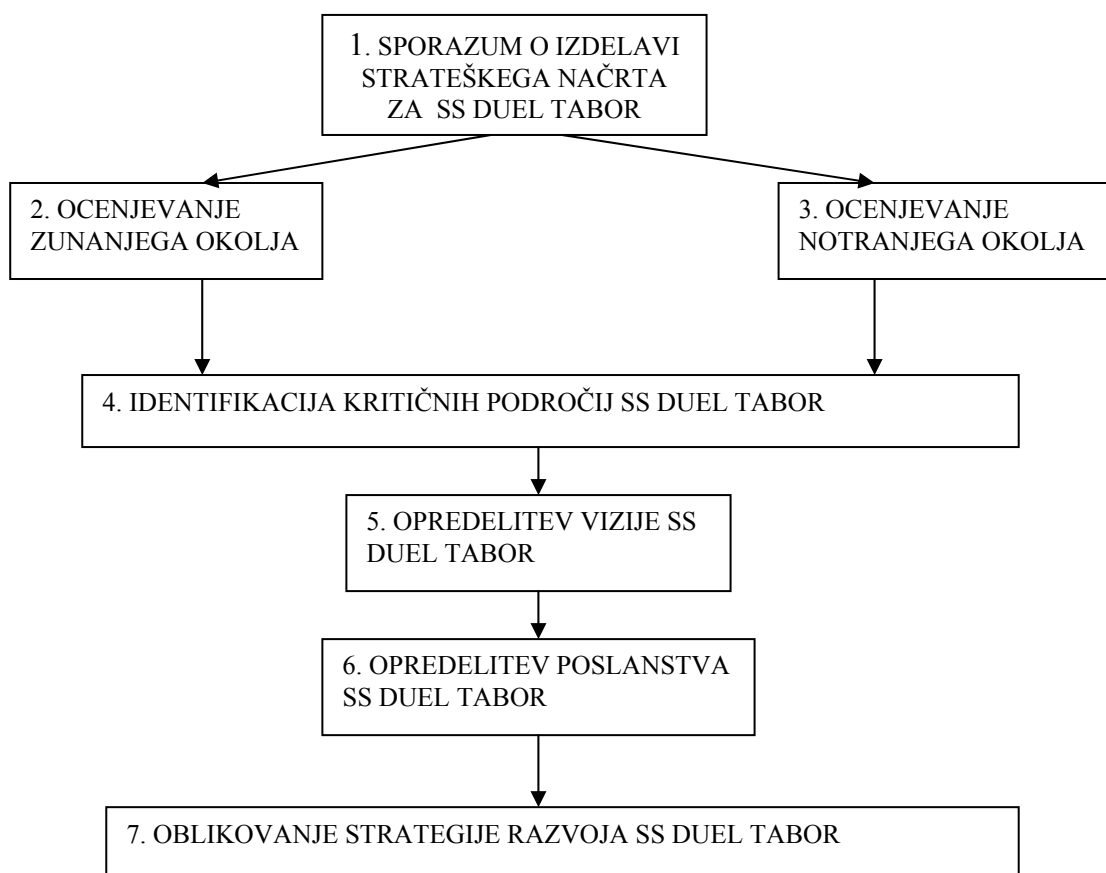 1. SPORAZUM O IZDELAVI
STRATEŠKEGA NAČRTA
ZA SS DUEL TABOR
2. OCENJEVANJE
ZUNANJEGA OKOLJA
3. OCENJEVANJE
NOTRANJEGA OKOLJA
4. IDENTIFIKACIJA KRITIČNIH PODROČIJ SS DUEL TABOR
5. OPREDELITEV VIZIJE SS
DUEL TABOR
6. OPREDELITEV POSLANSTVA
SS DUEL TABOR
7. OBLIKOVANJE STRATEGIJE RAZVOJA SS DUEL TABOR